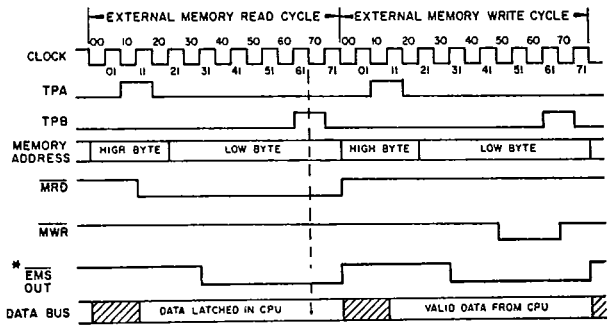 EXTERNAL MEMORY READ CYCLE EXTERNAL MEMORY WRITE CYCLE
00 10 20 30 40 50 60 70 00 10 20 30 40 50 60 70
CLOCK
01 11 21 31 41 51 61 71 01 11 21 31 41 51 61 71
TPA
TPB
MEMORY ADDRESS HIGR BYTE LOW BYTE HIGH BYTE LOW BYTE
MRD
MWR
* EMS OUT
DATA BUS DATA LATCHED IN CPU VALID DATA FROM CPU